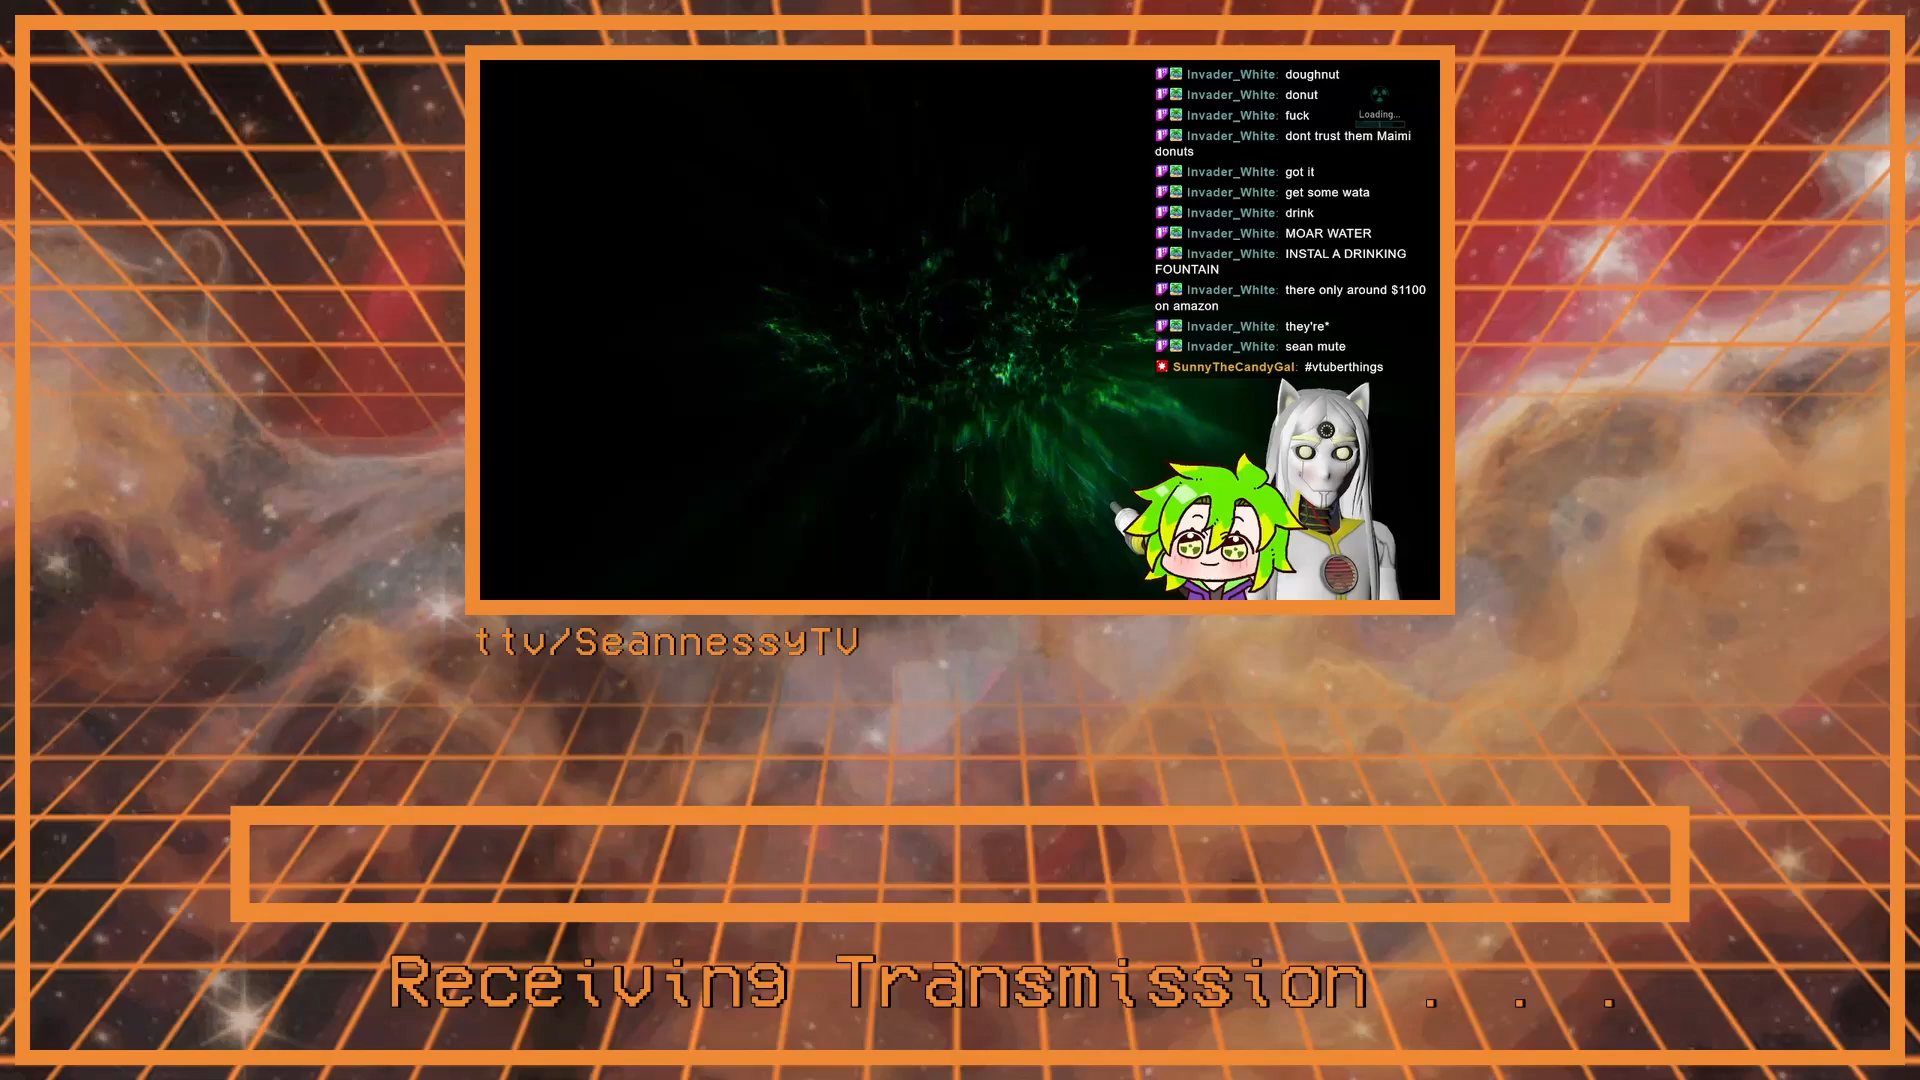 Invader_White: doughnut
Invader_White: donut
Loading...
Invader_White: fuck
Invader_White: dont trust them Maimi
donuts
Invader_White: got it
Invader_White: get some wata
Invader_White: drink
Invader_White: MOAR WATER
Invader_White: INSTAL A DRINKING
FOUNTAIN
Invader_White: there only around $1100
on amazon
Invader_White: they're*
Invader_White: sean mute
SunnyTheCandyGal: #vtuberthings
ttv/SeannessyTV
Receiving Transmission . . .